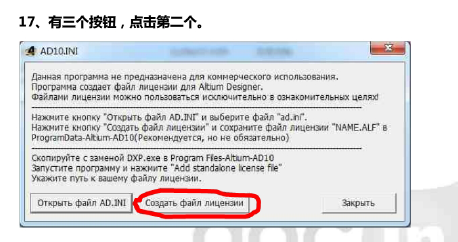 17、有三个按钮，点击第二个。
AD10.INI
Данная программа не предназначена для коммерческого использования.
Программа создает файл лицензии для Altium Designer.
Файлами лицензии можно пользоваться исключительно в ознакомительных целях!
Нажмите кнопку "Открыть файл AD.INI" и выберите файл "ad.ini".
Нажмите кнопку "Создать файл лицензии" и сохраните файл лицензии "NAME.ALF" в
ProgramData-Altium-AD10(Рекомендуется, но не обязательно)
Скопируйте с заменой DXP.exe в Program Files-Altium-AD10
Запустите программу и нажмите "Add standalone license file"
Укажите путь к вашему файлу лицензии.
Открыть файл AD.INI Создать файл лицензии Закрыть